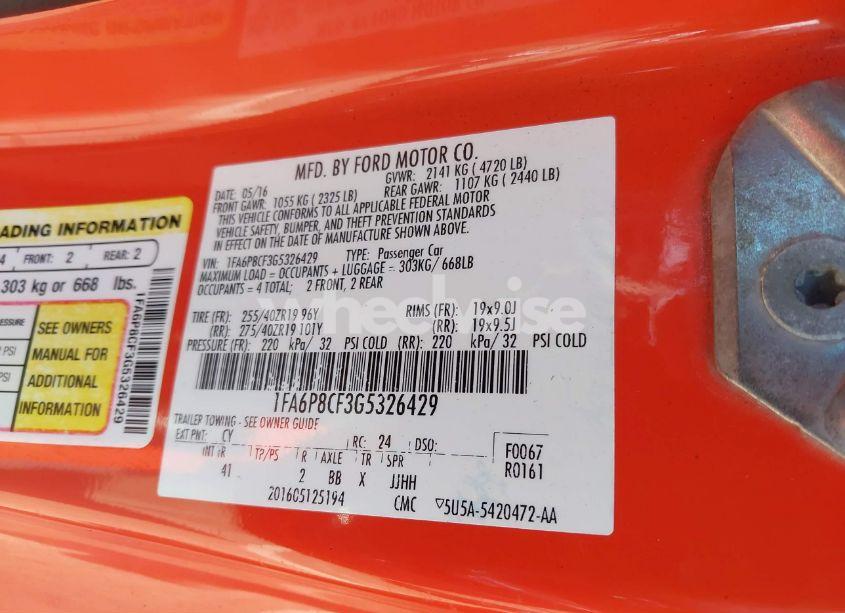 MFD. BY FORD MOTOR CO.
DATE: 05/16 GVWR: 2141 KG ( 4720 LB)
FRONT GAWR: 1055 KG ( 2325 LB) REAR GAWR: 1107 KG ( 2440 LB)
THIS VEHICLE CONFORMS TO ALL APPLICABLE FEDERAL MOTOR
VEHICLE SAFETY, BUMPER, AND THEFT PREVENTION STANDARDS
IN EFFECT ON THE DATE OF MANUFACTURE SHOWN ABOVE.
VIN: 1FA6P8CF3G5326429 TYPE: Passenger Car
MAXIMUM LOAD = OCCUPANTS + LUGGAGE = 303KG/ 668LB
OCCUPANTS = 4 TOTAL; 2 FRONT, 2 REAR
TIRE (FR): 255/40ZR19 96Y RIMS (FR): 19x9.0J
(RR): 275/40ZR19 101Y (RR): 19x9.5J
PRESSURE (FR): 220 kPa/ 32 PSI COLD (RR): 220 kPa/ 32 PSI COLD
1FA6P8CF3G5326429
TRAILER TOWING - SEE OWNER GUIDE
EXT PNT: CY RC: 24 DSO: F0067
INT TR TP/PS R AXLE TR SPR R0161
41 2 BB X JJHH
201605125194 CMC ▽5U5A-5420472-AA
ADING INFORMATION
4 FRONT: 2 REAR: 2
303 kg or 668 lbs.
SEE OWNERS
MANUAL FOR
ADDITIONAL
INFORMATION
PSI
PSI
1FA6P8CF3G5326429
wheelwise